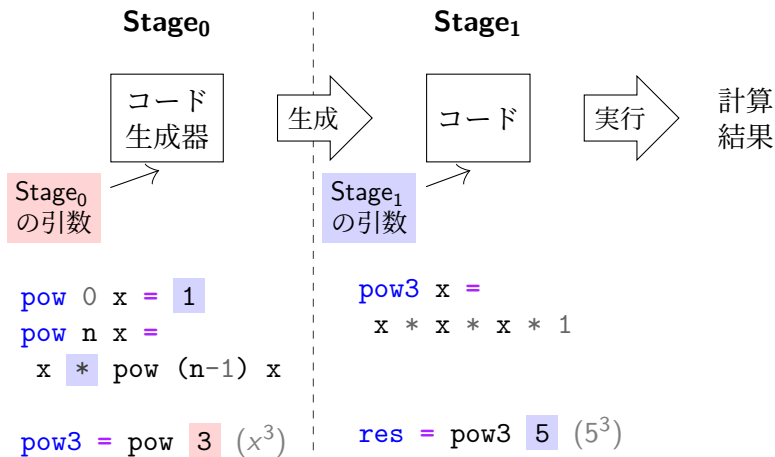 Stage₀
Stage₁
コード
生成器
生成
コード
実行
計算
結果
Stage₀
の引数
Stage₁
の引数
pow 0 x = 1
pow n x =
x * pow (n-1) x
pow3 = pow 3 (x³)
pow3 x =
x * x * x * 1
res = pow3 5 (5³)